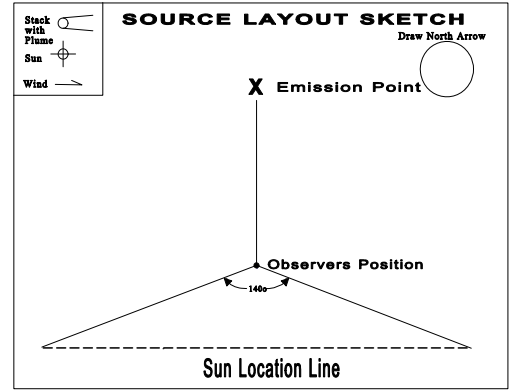 SOURCE LAYOUT SKETCH
Stack
with
Plume
Sun
Wind
Draw North Arrow
X Emission Point
Observers Position
140o
Sun Location Line